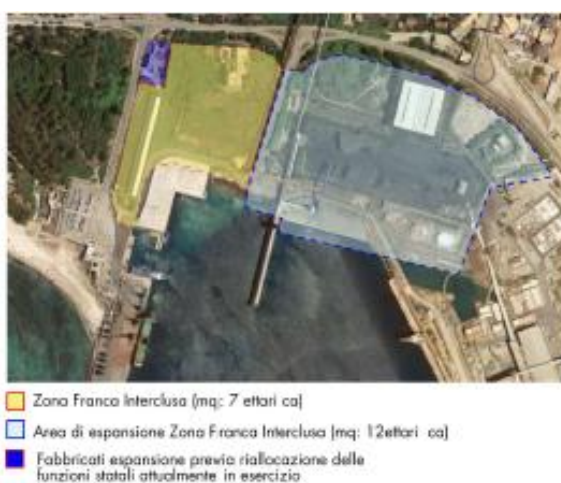 Zona Franca Interclusa (mq: 7 ettari ca)
Area di espansione Zona Franca Interclusa (mq: 12ettari ca)
Fabbricati espansione previa riallocazione delle
funzioni statali attualmente in esercizio